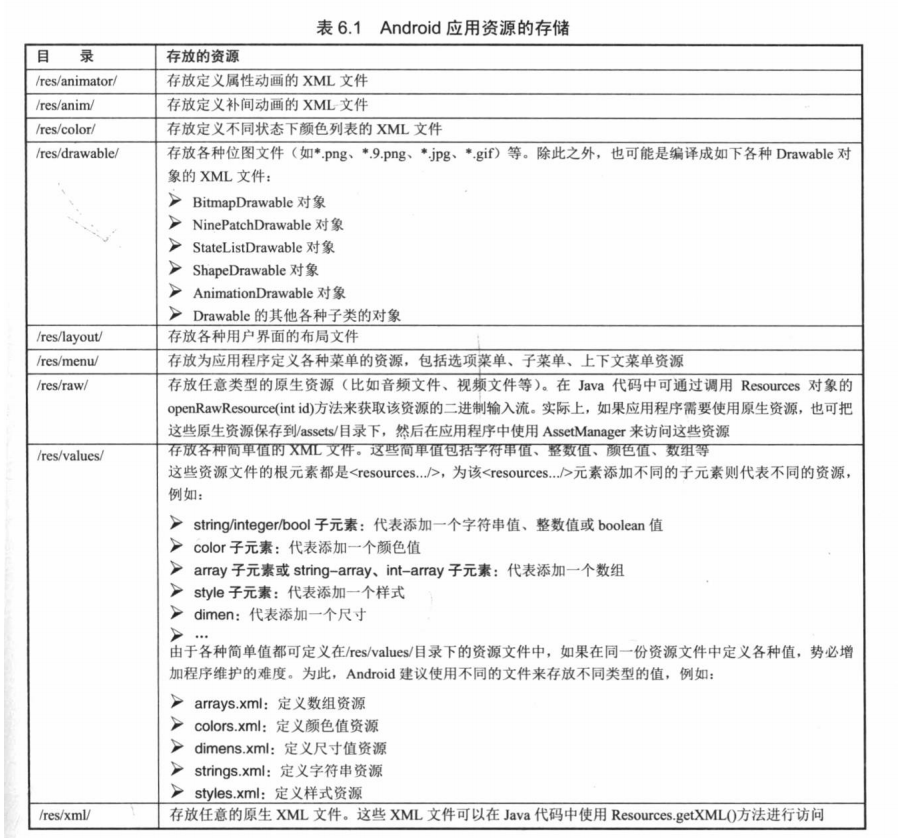 表 6.1 Android 应用资源的存储
目 录 存放的资源
/res/animator/ 存放定义属性动画的 XML 文件
/res/anim/ 存放定义补间动画的 XML 文件
/res/color/ 存放定义不同状态下颜色列表的 XML 文件
/res/drawable/ 存放各种位图文件（如*.png、*.9.png、*.jpg、*.gif）等。除此之外，也可能是编译成如下各种 Drawable 对
象的 XML 文件：
➢ BitmapDrawable 对象
➢ NinePatchDrawable 对象
➢ StateListDrawable 对象
➢ ShapeDrawable 对象
➢ AnimationDrawable 对象
➢ Drawable 的其他各种子类的对象
/res/layout/ 存放各种用户界面的布局文件
/res/menu/ 存放为应用程序定义各种菜单的资源，包括选项菜单、子菜单、上下文菜单资源
/res/raw/ 存放任意类型的原生资源（比如音频文件、视频文件等）。在 Java 代码中可通过调用 Resources 对象的
openRawResource(int id)方法来获取该资源的二进制输入流。实际上，如果应用程序需要使用原生资源，也可把
这些原生资源保存到/assets/目录下，然后在应用程序中使用 AssetManager 来访问这些资源
/res/values/ 存放各种简单值的 XML 文件。这些简单值包括字符串值、整数值、颜色值、数组等
这些资源文件的根元素都是<resources.../>，为该<resources.../>元素添加不同的子元素则代表不同的资源，
例如：
➢ string/integer/bool 子元素：代表添加一个字符串值、整数值或 boolean 值
➢ color 子元素：代表添加一个颜色值
➢ array 子元素或 string–array、int–array 子元素：代表添加一个数组
➢ style 子元素：代表添加一个样式
➢ dimen：代表添加一个尺寸
➢ …
由于各种简单值都可定义在/res/values/目录下的资源文件中，如果在同一份资源文件中定义各种值，势必增
加程序维护的难度。为此，Android 建议使用不同的文件来存放不同类型的值，例如：
➢ arrays.xml：定义数组资源
➢ colors.xml：定义颜色值资源
➢ dimens.xml：定义尺寸值资源
➢ strings.xml：定义字符串资源
➢ styles.xml：定义样式资源
/res/xml/ 存放任意的原生 XML 文件。这些 XML 文件可以在 Java 代码中使用 Resources.getXML()方法进行访问